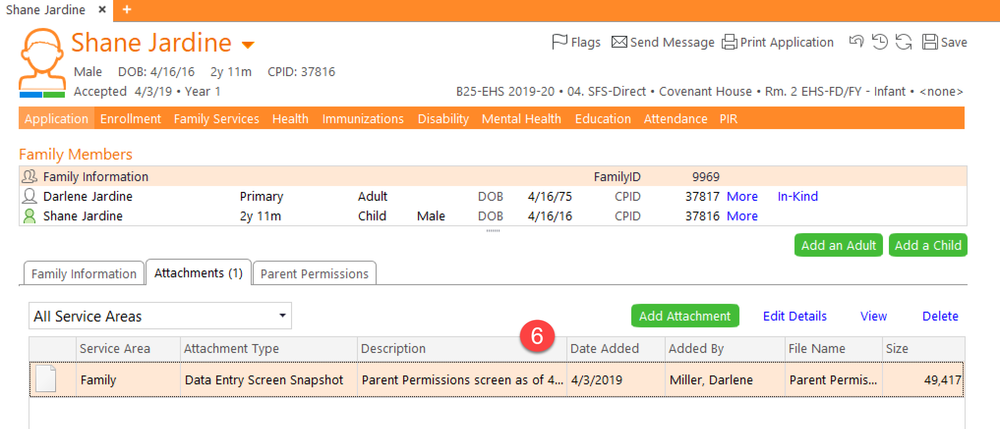 Shane Jardine × +
Shane Jardine
Flags Send Message Print Application Save
Male DOB: 4/16/16 2y 11m CPID: 37816
Accepted 4/3/19 • Year 1
B25-EHS 2019-20 • 04. SFS-Direct • Covenant House • Rm. 2 EHS-FD/FY - Infant • <none>
Application Enrollment Family Services Health Immunizations Disability Mental Health Education Attendance PIR
Family Members
Family Information FamilyID 9969
Darlene Jardine Primary Adult DOB 4/16/75 CPID 37817 More In-Kind
Shane Jardine 2y 11m Child Male DOB 4/16/16 CPID 37816 More
Add an Adult Add a Child
Family Information Attachments (1) Parent Permissions
All Service Areas Add Attachment Edit Details View Delete
6
Service Area Attachment Type Description Date Added Added By File Name Size
Family Data Entry Screen Snapshot Parent Permissions screen as of 4... 4/3/2019 Miller, Darlene Parent Permis... 49,417